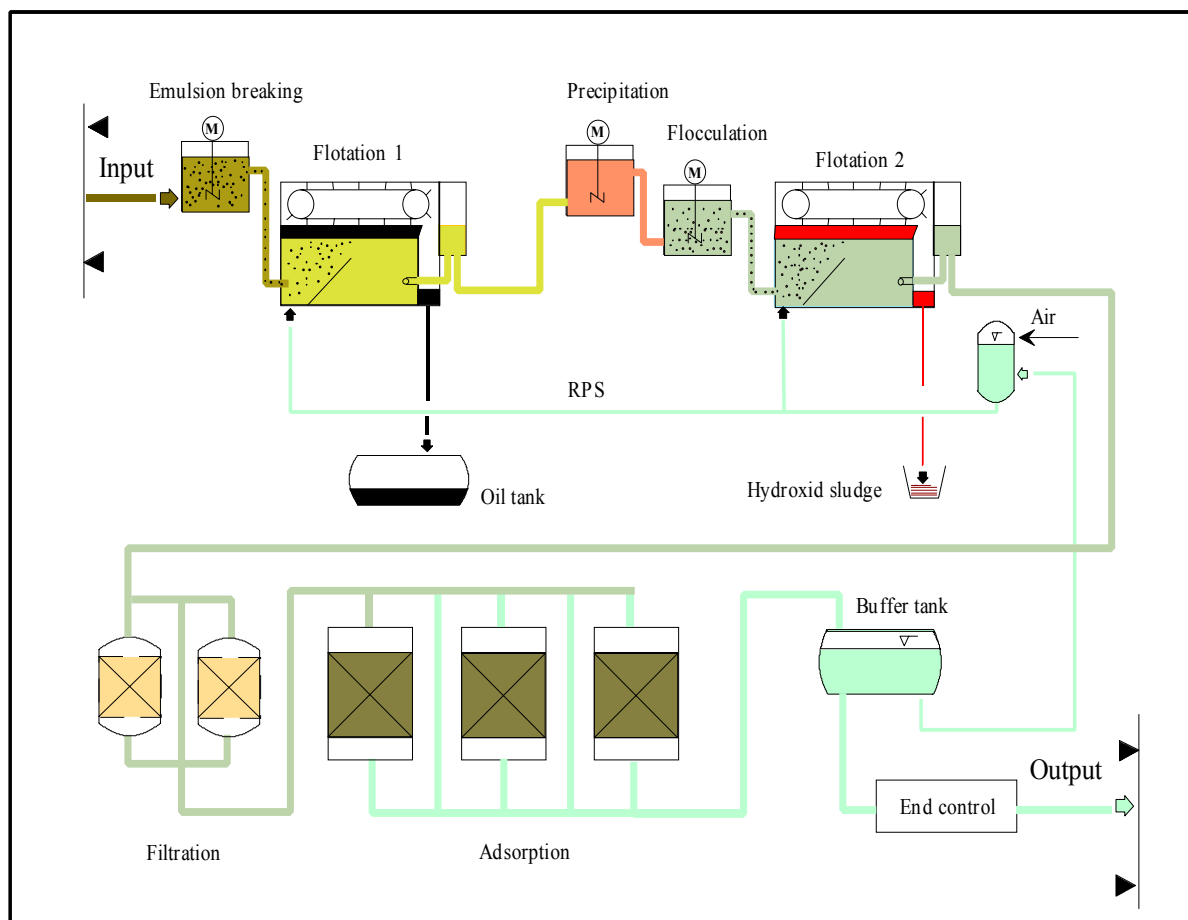 Emulsion breaking
Precipitation
Flocculation
M
M
M
Input
Flotation 1
Flotation 2
Air
RPS
Oil tank
Hydroxid sludge
Buffer tank
Output
End control
Filtration
Adsorption